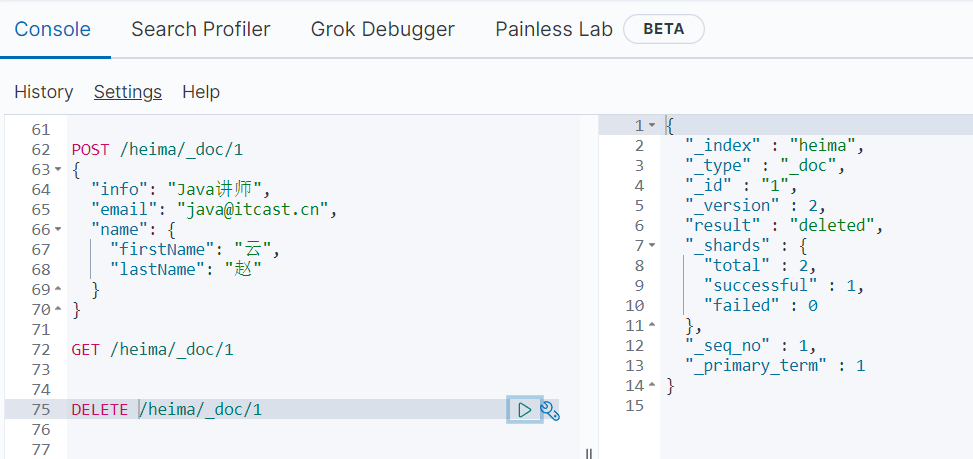 Console Search Profiler Grok Debugger Painless Lab BETA
History Settings Help
61
62 POST /heima/_doc/1
63 {
64 "info": "Java讲师",
65 "email": "java@itcast.cn",
66 "name": {
67 "firstName": "云",
68 "lastName": "赵"
69 }
70 }
71
72 GET /heima/_doc/1
73
74
75 DELETE /heima/_doc/1
76
77
1 {
2 "_index" : "heima",
3 "_type" : "_doc",
4 "_id" : "1",
5 "_version" : 2,
6 "result" : "deleted",
7 "_shards" : {
8 "total" : 2,
9 "successful" : 1,
10 "failed" : 0
11 },
12 "_seq_no" : 1,
13 "_primary_term" : 1
14 }
15